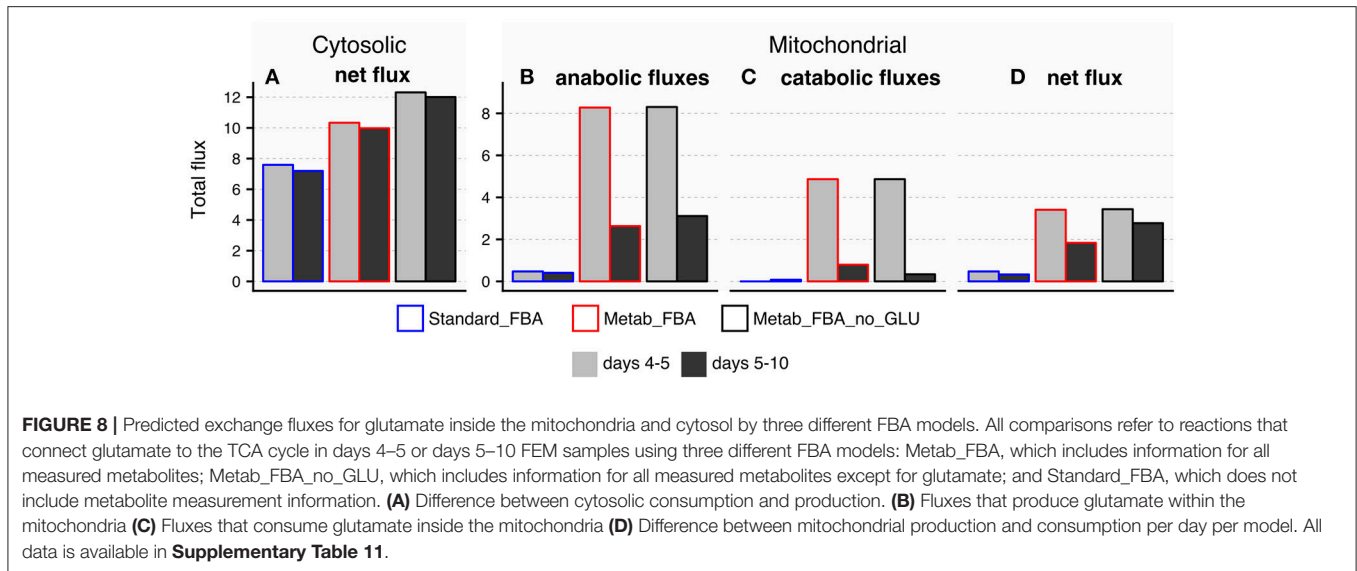 Cytosolic
Mitochondrial
A net flux
B anabolic fluxes
C catabolic fluxes
D net flux
Total flux
12
10
8
6
4
2
0
8
6
4
2
0
Standard_FBA Metab_FBA Metab_FBA_no_GLU
days 4-5 days 5-10
FIGURE 8 | Predicted exchange fluxes for glutamate inside the mitochondria and cytosol by three different FBA models. All comparisons refer to reactions that
connect glutamate to the TCA cycle in days 4–5 or days 5–10 FEM samples using three different FBA models: Metab_FBA, which includes information for all
measured metabolites; Metab_FBA_no_GLU, which includes information for all measured metabolites except for glutamate; and Standard_FBA, which does not
include metabolite measurement information. (A) Difference between cytosolic consumption and production. (B) Fluxes that produce glutamate within the
mitochondria (C) Fluxes that consume glutamate inside the mitochondria (D) Difference between mitochondrial production and consumption per day per model. All
data is available in Supplementary Table 11.